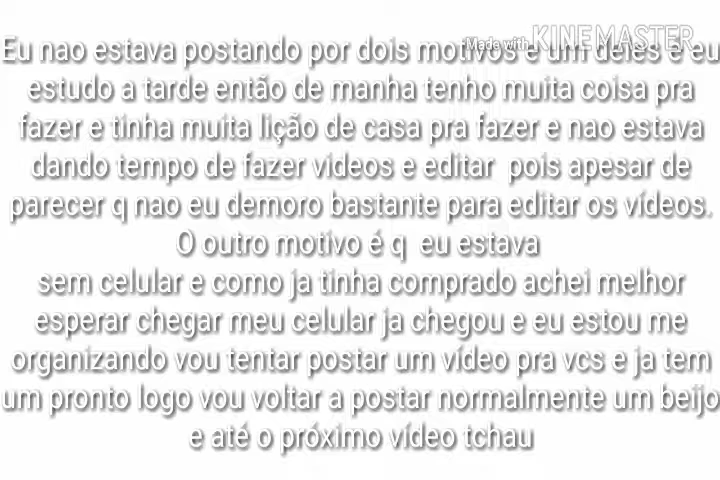 Made with KINEMASTER
Eu nao estava postando por dois motivos e um deles e eu
estudo a tarde então de manha tenho muita coisa pra
fazer e tinha muita lição de casa pra fazer e nao estava
dando tempo de fazer videos e editar pois apesar de
parecer q nao eu demoro bastante para editar os vídeos.
O outro motivo é q eu estava
sem celular e como ja tinha comprado achei melhor
esperar chegar meu celular ja chegou e eu estou me
organizando vou tentar postar um vídeo pra vcs e ja tem
um pronto logo vou voltar a postar normalmente um beijo
e até o próximo vídeo tchau